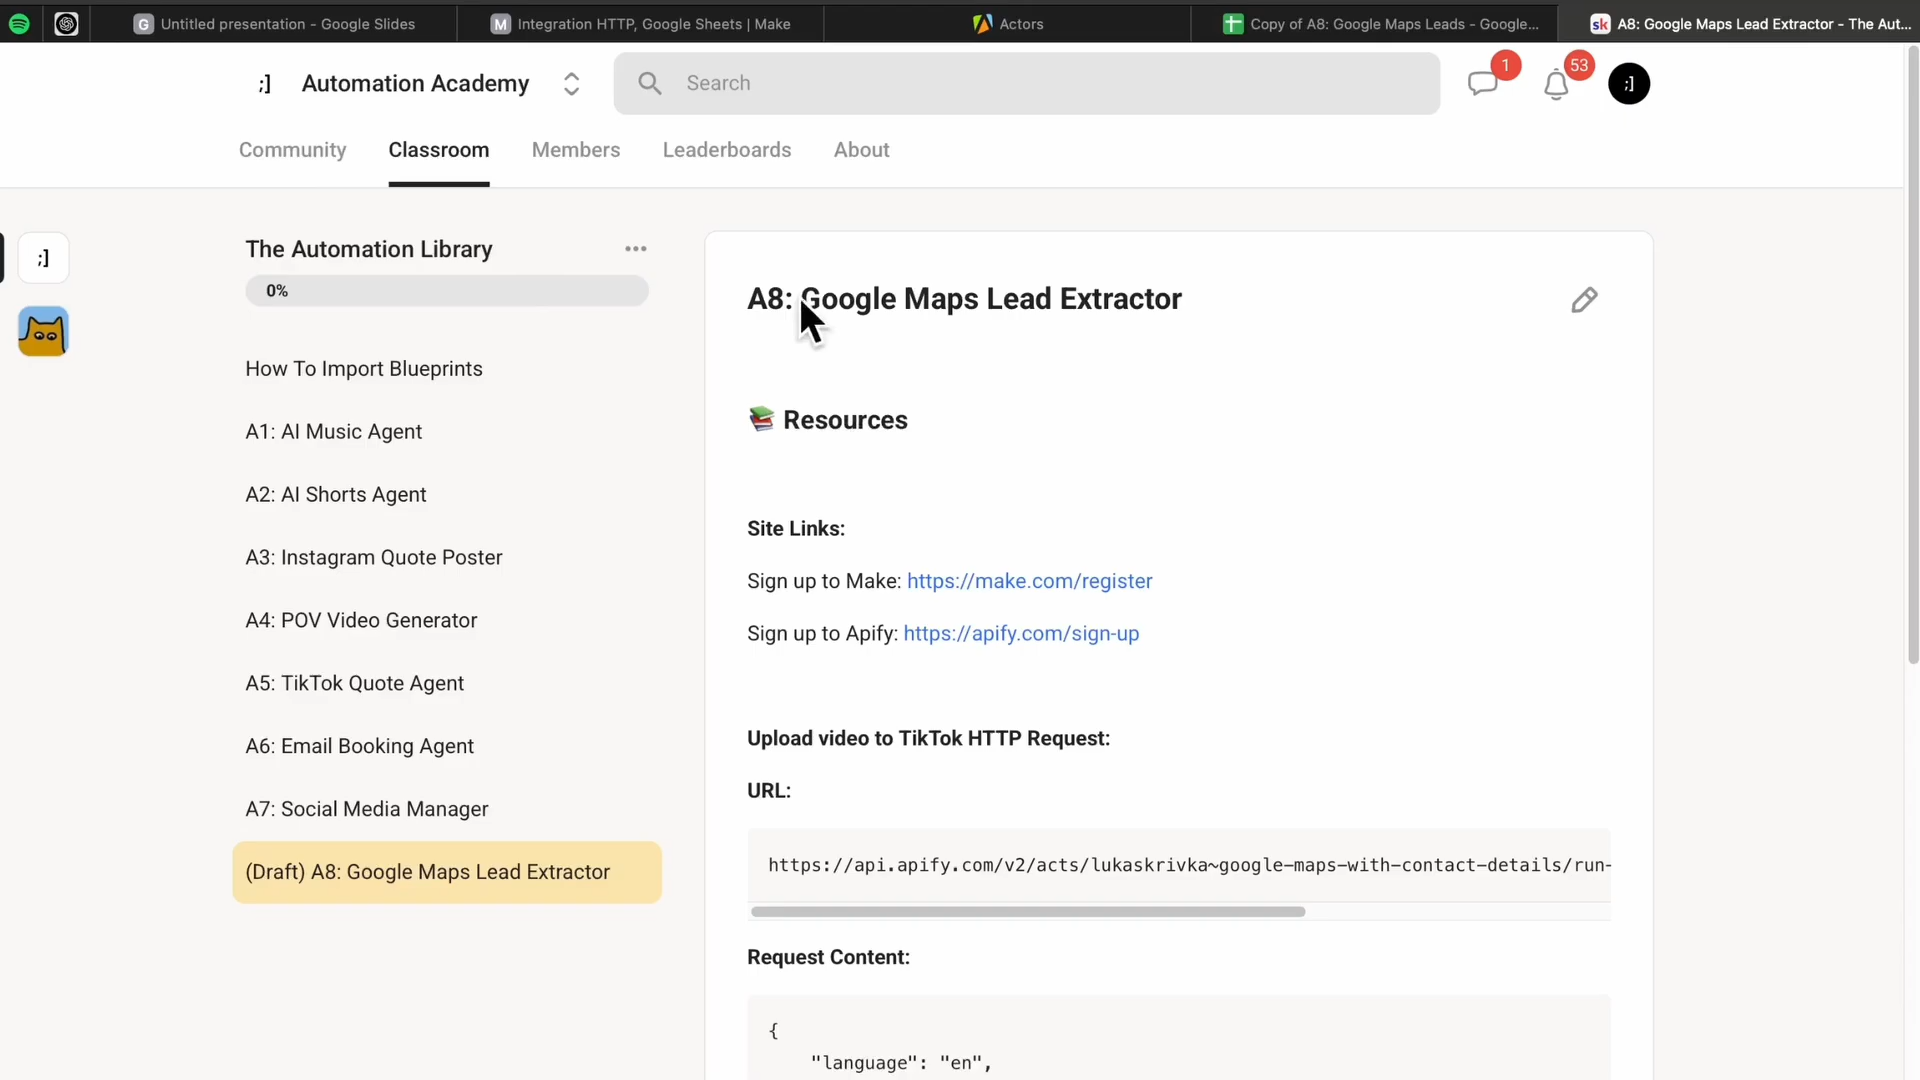 G Untitled presentation - Google Slides
M Integration HTTP, Google Sheets | Make
Actors
Copy of A8: Google Maps Leads - Google...
sk A8: Google Maps Lead Extractor - The Aut...
;] Automation Academy
Search
1
53
;]
Community
Classroom
Members
Leaderboards
About
;]
The Automation Library
0%
How To Import Blueprints
A1: AI Music Agent
A2: AI Shorts Agent
A3: Instagram Quote Poster
A4: POV Video Generator
A5: TikTok Quote Agent
A6: Email Booking Agent
A7: Social Media Manager
(Draft) A8: Google Maps Lead Extractor
A8: Google Maps Lead Extractor
📚 Resources
Site Links:
Sign up to Make: https://make.com/register
Sign up to Apify: https://apify.com/sign-up
Upload video to TikTok HTTP Request:
URL:
https://api.apify.com/v2/acts/lukaskrivka~google-maps-with-contact-details/run-
Request Content:
{
"language": "en",